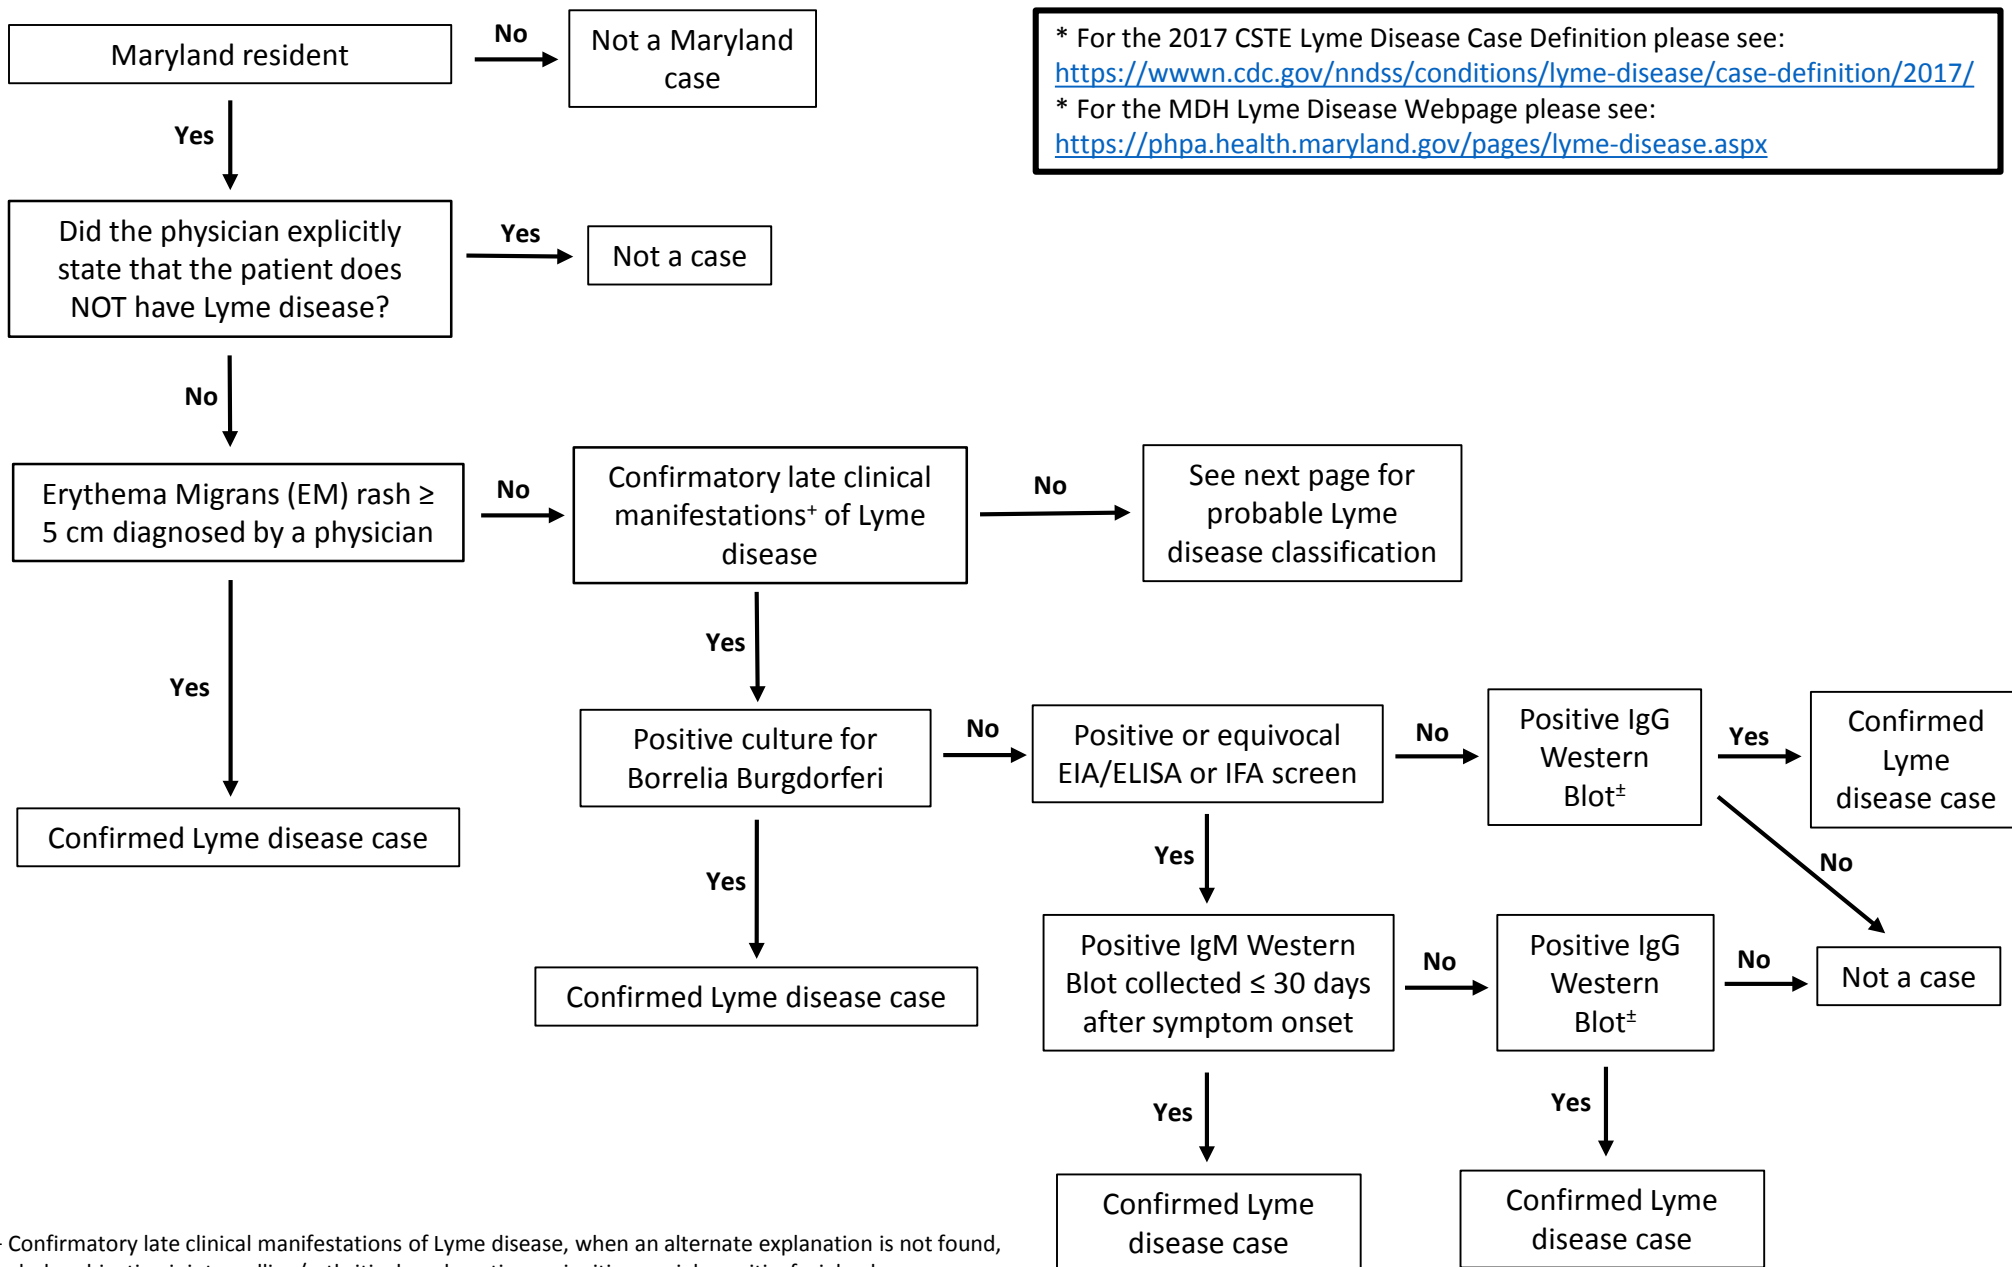 Maryland resident
No
Not a Maryland
case
* For the 2017 CSTE Lyme Disease Case Definition please see:
https://wwwn.cdc.gov/nndss/conditions/lyme-disease/case-definition/2017/
* For the MDH Lyme Disease Webpage please see:
https://phpa.health.maryland.gov/pages/lyme-disease.aspx
Yes
Did the physician explicitly
state that the patient does
NOT have Lyme disease?
Yes
Not a case
No
Erythema Migrans (EM) rash ≥
5 cm diagnosed by a physician
No
Confirmatory late clinical
manifestations⁺ of Lyme
disease
No
See next page for
probable Lyme
disease classification
Yes
Confirmed Lyme disease case
Yes
Positive culture for
Borrelia Burgdorferi
No
Positive or equivocal
EIA/ELISA or IFA screen
No
Positive IgG
Western
Blot±
Yes
Confirmed
Lyme
disease case
No
Yes
Confirmed Lyme disease case
Yes
Positive IgM Western
Blot collected ≤ 30 days
after symptom onset
No
Positive IgG
Western
Blot±
No
Not a case
Yes
Confirmed Lyme
disease case
Yes
Confirmed Lyme
disease case
Confirmatory late clinical manifestations of Lyme disease, when an alternate explanation is not found,